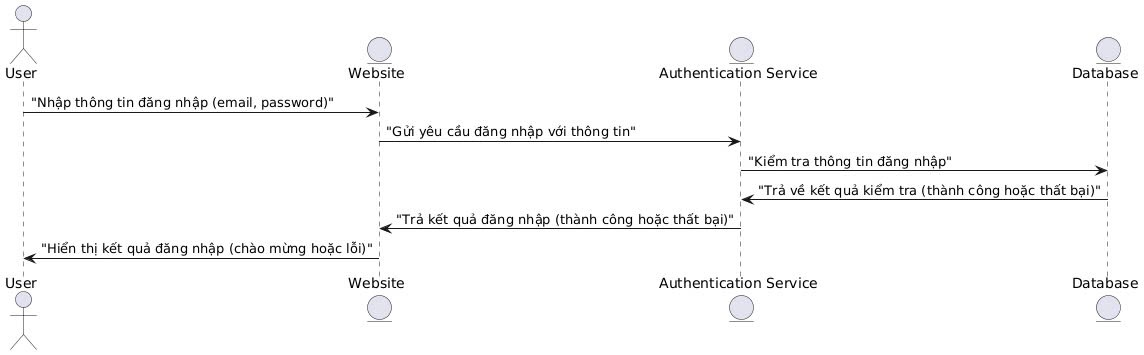 User
Website
Authentication Service
Database
"Nhập thông tin đăng nhập (email, password)"
"Gửi yêu cầu đăng nhập với thông tin"
"Kiểm tra thông tin đăng nhập"
"Trả về kết quả kiểm tra (thành công hoặc thất bại)"
"Trả kết quả đăng nhập (thành công hoặc thất bại)"
"Hiển thị kết quả đăng nhập (chào mừng hoặc lỗi)"
User
Website
Authentication Service
Database